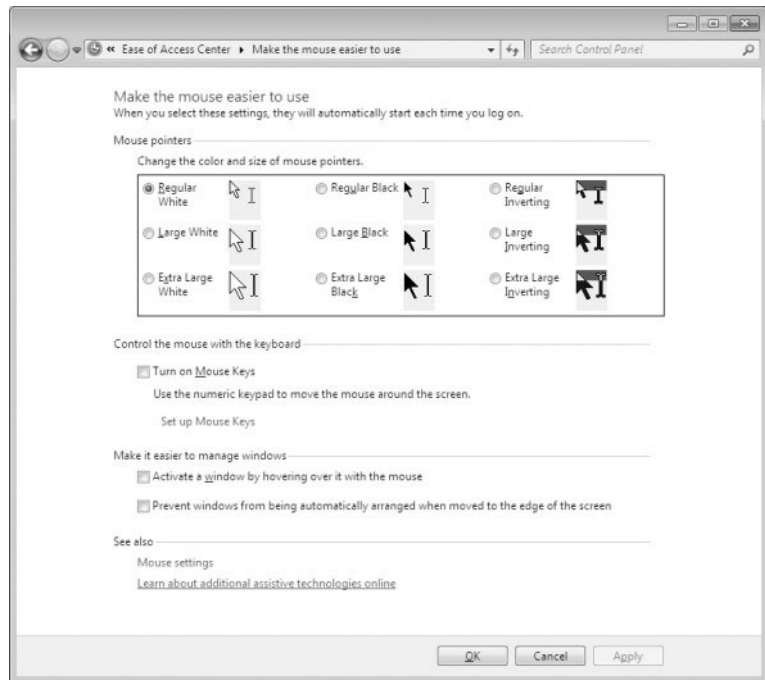 « Ease of Access Center ▸ Make the mouse easier to use
Search Control Panel
Make the mouse easier to use
When you select these settings, they will automatically start each time you log on.
Mouse pointers
Change the color and size of mouse pointers.
Regular White
Regular Black
Regular Inverting
Large White
Large Black
Large Inverting
Extra Large White
Extra Large Black
Extra Large Inverting
Control the mouse with the keyboard
Turn on Mouse Keys
Use the numeric keypad to move the mouse around the screen.
Set up Mouse Keys
Make it easier to manage windows
Activate a window by hovering over it with the mouse
Prevent windows from being automatically arranged when moved to the edge of the screen
See also
Mouse settings
Learn about additional assistive technologies online
OK Cancel Apply